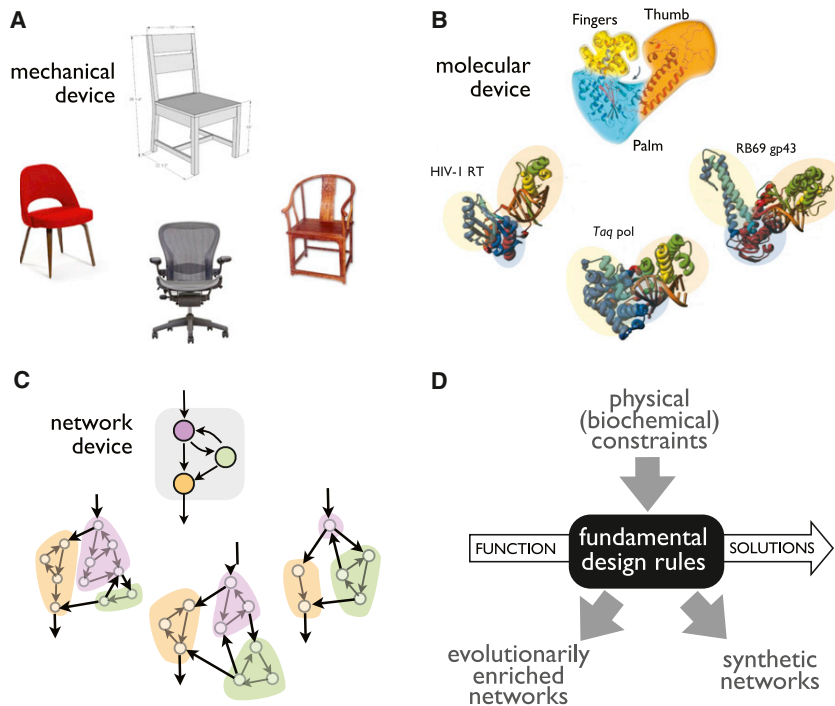 A
mechanical
device
B
molecular
device
Fingers
Thumb
Palm
HIV-1 RT
RB69 gp43
Taq pol
C
network
device
D
physical
(biochemical)
constraints
FUNCTION
fundamental
design rules
SOLUTIONS
evolutionarily
enriched
networks
synthetic
networks